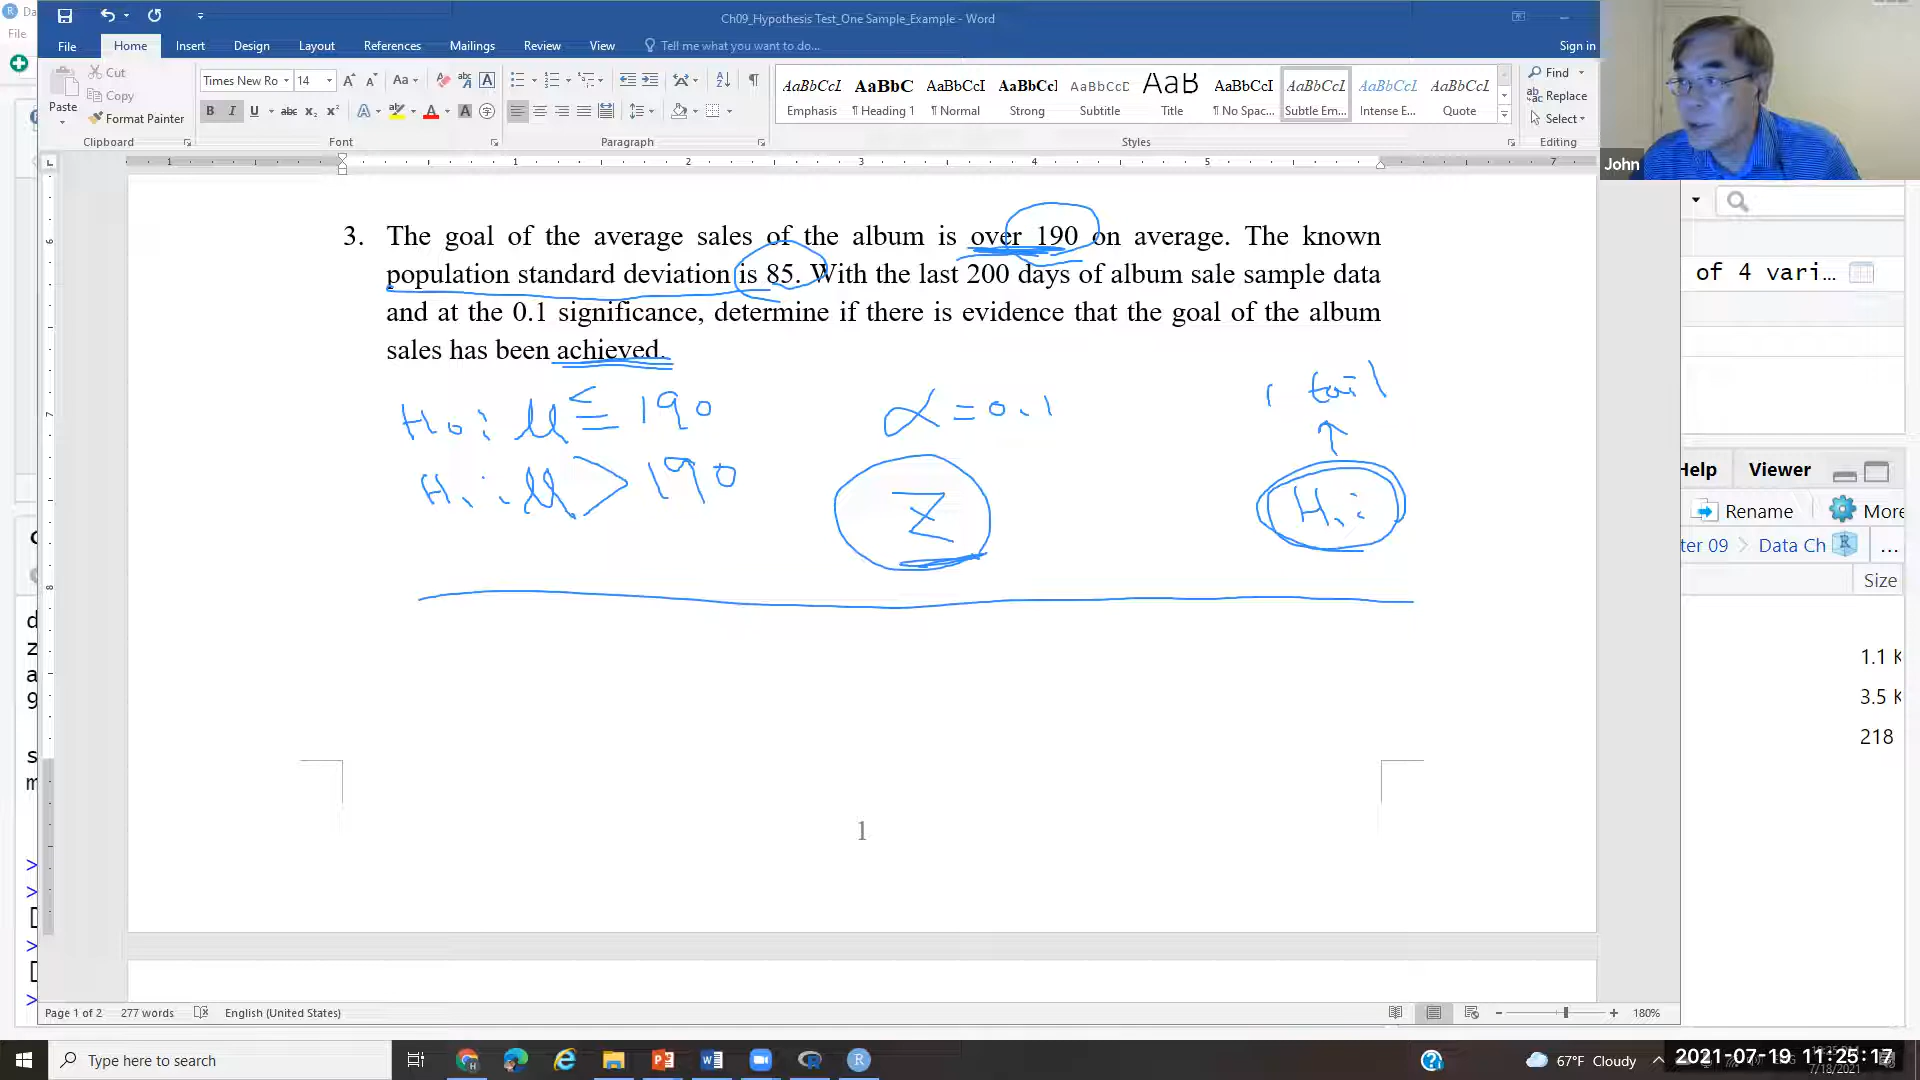 Ch09_Hypothesis Test_One Sample_Example - Word
Sign in
File Home Insert Design Layout References Mailings Review View Tell me what you want to do...
Paste
Cut
Copy
Format Painter
Times New Ro 14
AaBbCcI AaBbC AaBbCcI AaBbCcI AaBbCcD AaB AaBbCcI AaBbCcI AaBbCcI AaBbCcI
Emphasis ¶ Heading 1 ¶ Normal Strong Subtitle Title ¶ No Spac... Subtle Em... Intense E... Quote
Find
Replace
Select
Clipboard Font Paragraph Styles Editing
John
3. The goal of the average sales of the album is over 190 on average. The known
population standard deviation is 85. With the last 200 days of album sale sample data
and at the 0.1 significance, determine if there is evidence that the goal of the album
sales has been achieved.
H0: μ ≤ 190
α = 0.1
1 tail
H1: μ > 190
Z
H1:
1
of 4 vari...
Help Viewer
Rename More
ter 09 Data Ch ...
Size
1.1 K
3.5 K
218
Page 1 of 2 277 words English (United States) 180%
Type here to search
67°F Cloudy
2021-07-19 11:25:17
7/18/2021